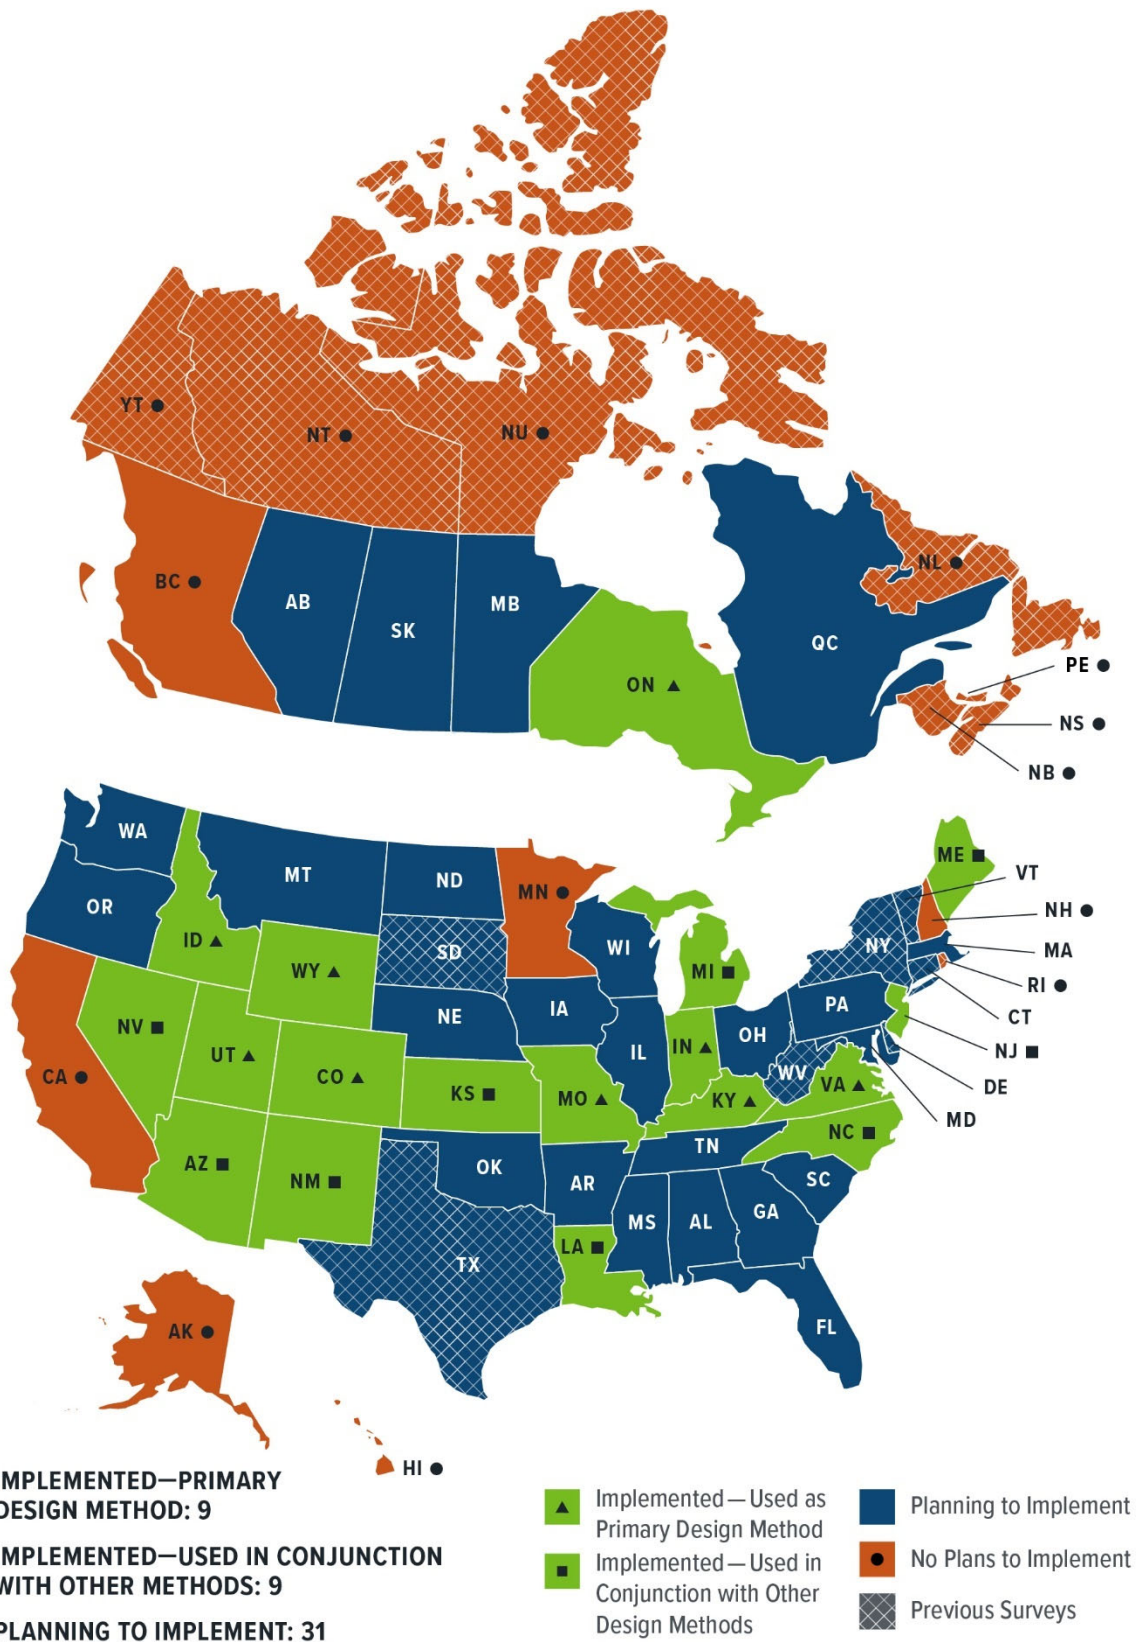 YT
NT
NU
BC
AB
SK
MB
ON
QC
NL
PE
NS
NB
WA
MT
ND
MN
OR
ID
WY
SD
WI
MI
NY
ME
VT
NH
MA
RI
CT
NJ
DE
MD
NV
UT
CO
NE
IA
IL
IN
OH
PA
WV
VA
KY
CA
KS
MO
AZ
NM
OK
AR
TN
NC
SC
MS
AL
GA
LA
TX
FL
AK
HI
IMPLEMENTED—PRIMARY
DESIGN METHOD: 9
IMPLEMENTED—USED IN CONJUNCTION
WITH OTHER METHODS: 9
PLANNING TO IMPLEMENT: 31
Implemented—Used as
Primary Design Method
Implemented—Used in
Conjunction with Other
Design Methods
Planning to Implement
No Plans to Implement
Previous Surveys